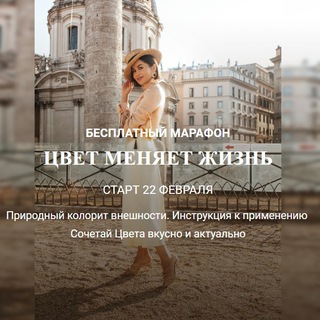 БЕСПЛАТНЫЙ МАРАФОН
ЦВЕТ МЕНЯЕТ ЖИЗНЬ
СТАРТ 22 ФЕВРАЛЯ
Природный колорит внешности. Инструкция к применению
Сочетай Цвета вкусно и актуально